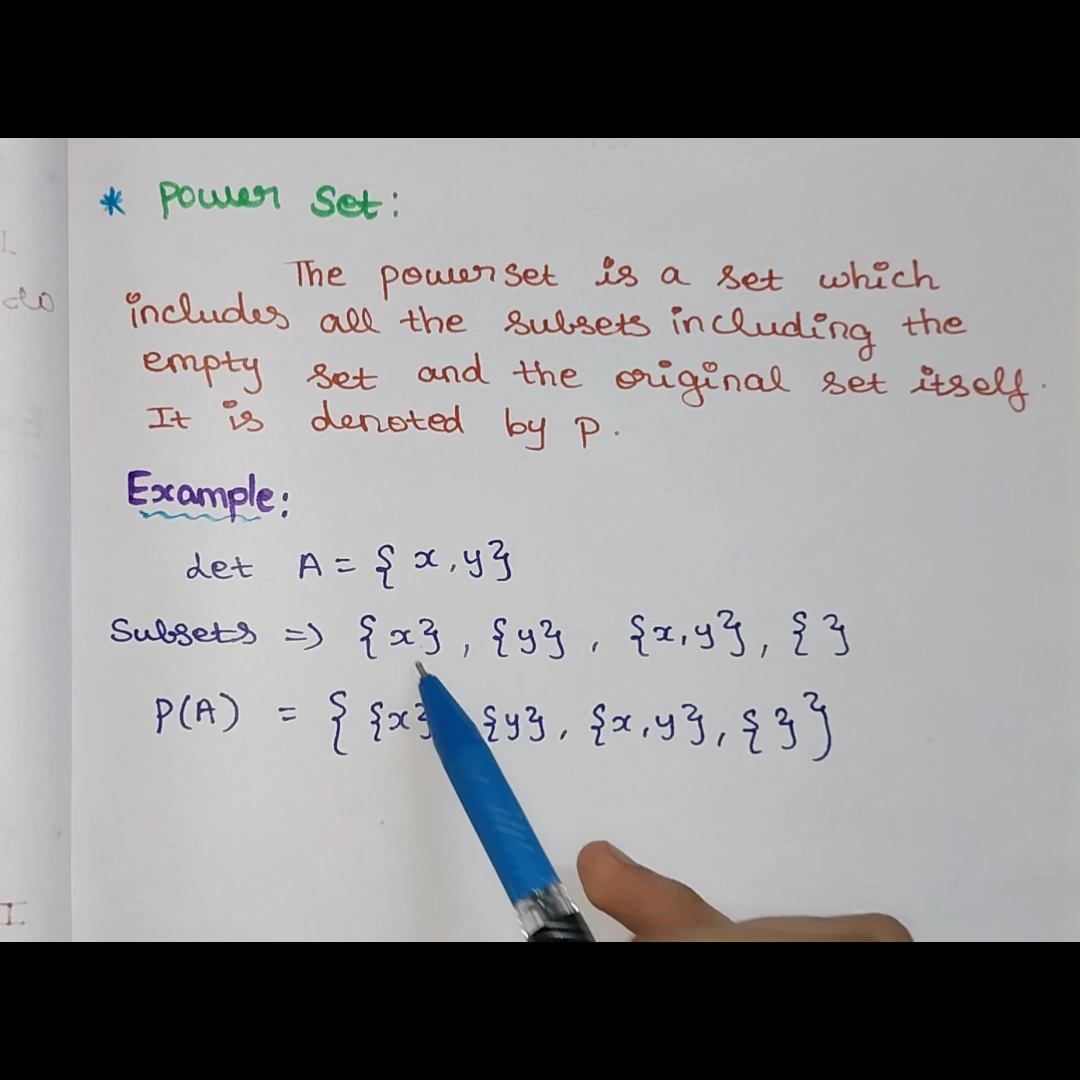 * Power Set:
The powerset is a set which
includes all the subsets including the
empty set and the original set itself.
It is denoted by P.
Example:
Let A = { x, y }
Subsets => { x }, { y }, { x, y }, { }
P(A) = { { x } { y }, { x, y }, { } }